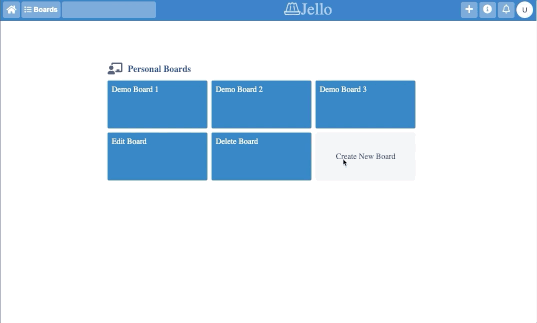 Boards
Jello
U
Personal Boards
Demo Board 1
Demo Board 2
Demo Board 3
Edit Board
Delete Board
Create New Board